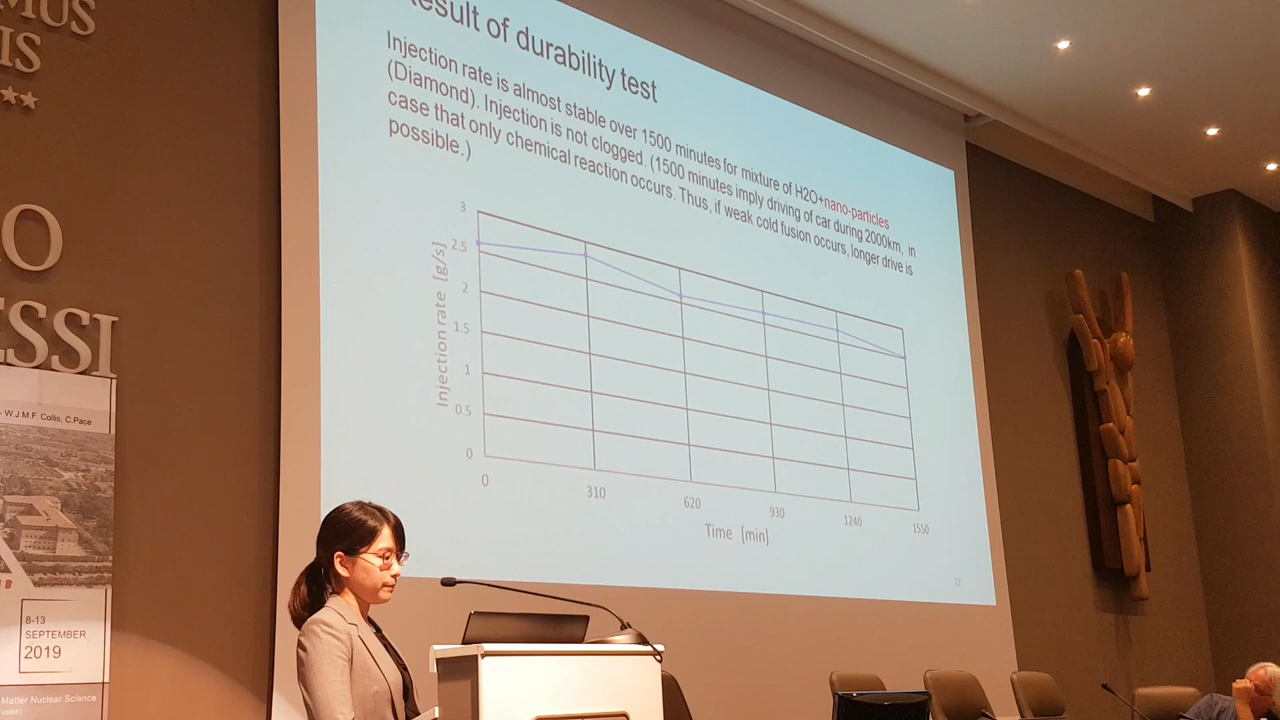 MUS
IS
O
ESSI
- W.J.M.F. Collis, C.Pace
8-13
SEPTEMBER
2019
Matter Nuclear Science
esult of durability test
Injection rate is almost stable over 1500 minutes for mixture of H2O+nano-particles
(Diamond). Injection is not clogged. (1500 minutes imply driving of car during 2000km, in
case that only chemical reaction occurs. Thus, if weak cold fusion occurs, longer drive is
possible.)
3
2.5
2
1.5
1
0.5
0
Injection rate [g/s]
0
310
620
930
1240
1550
Time [min]
22